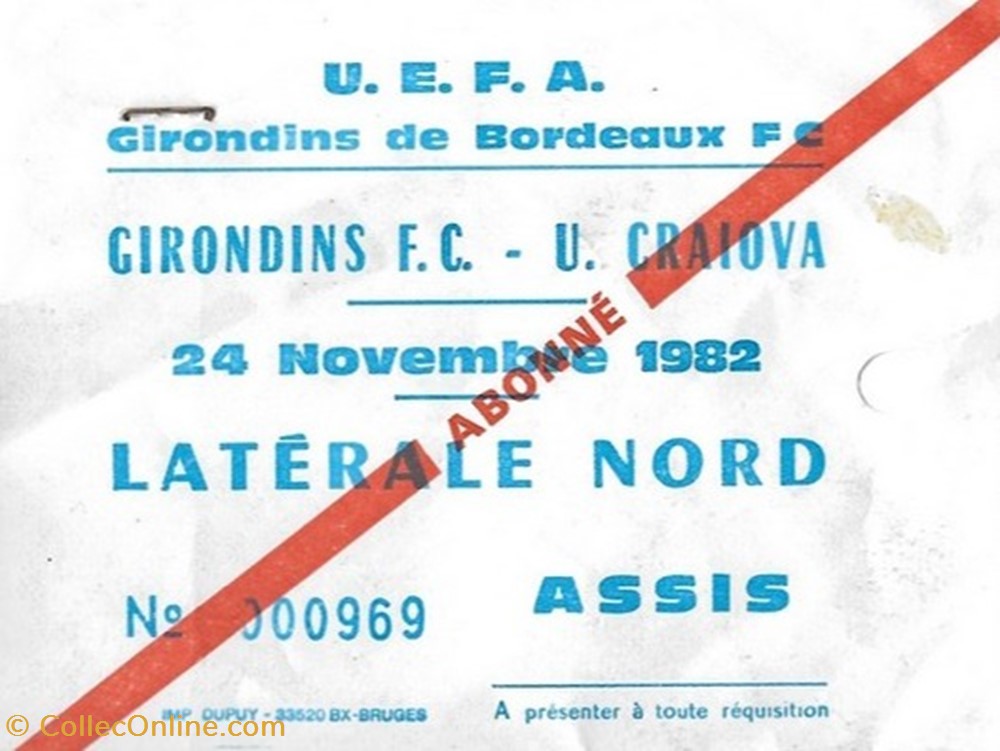 U. E. F. A.
Girondins de Bordeaux F C
GIRONDINS F.C. - U. CRAIOVA
24 Novembre 1982
ABONNÉ
LATÉRALE NORD
Nº 000969
ASSIS
IMP DUPUY - 33520 BX-BRUGES
A présenter à toute réquisition
© CollecOnline.com